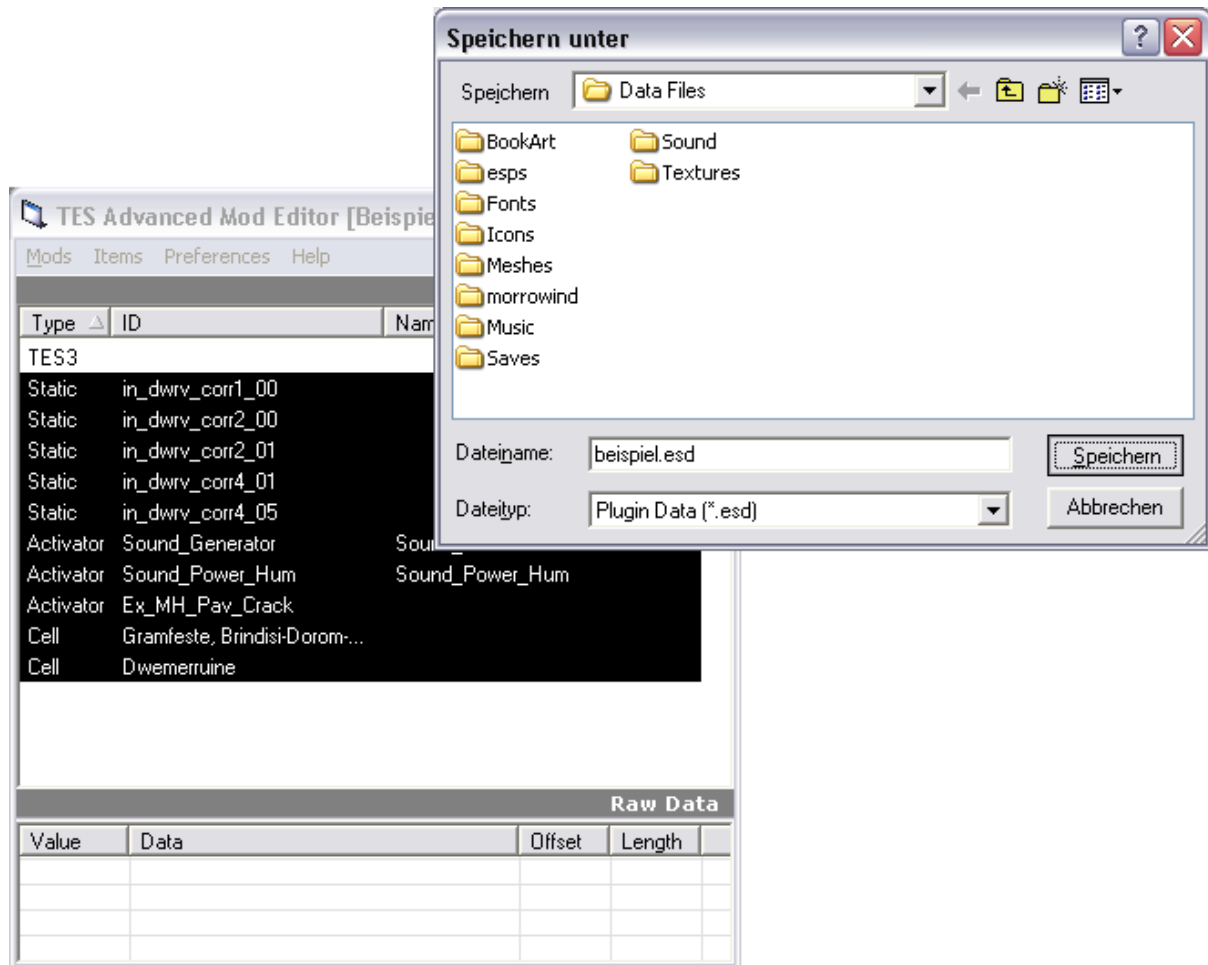 Speichern unter
Speichern Data Files
BookArt Sound
esps Textures
Fonts
Icons
Meshes
morrowind
Music
Saves
Dateiname: beispiel.esd Speichern
Dateityp: Plugin Data (*.esd) Abbrechen
TES Advanced Mod Editor [Beispie
Mods Items Preferences Help
Type ID Nam
TES3
Static in_dwrv_corr1_00
Static in_dwrv_corr2_00
Static in_dwrv_corr2_01
Static in_dwrv_corr4_01
Static in_dwrv_corr4_05
Activator Sound_Generator
Activator Sound_Power_Hum Sound_Power_Hum
Activator Ex_MH_Pav_Crack
Cell Gramfeste, Brindisi-Dorom-...
Cell Dwemerruine
Raw Data
Value Data Offset Length